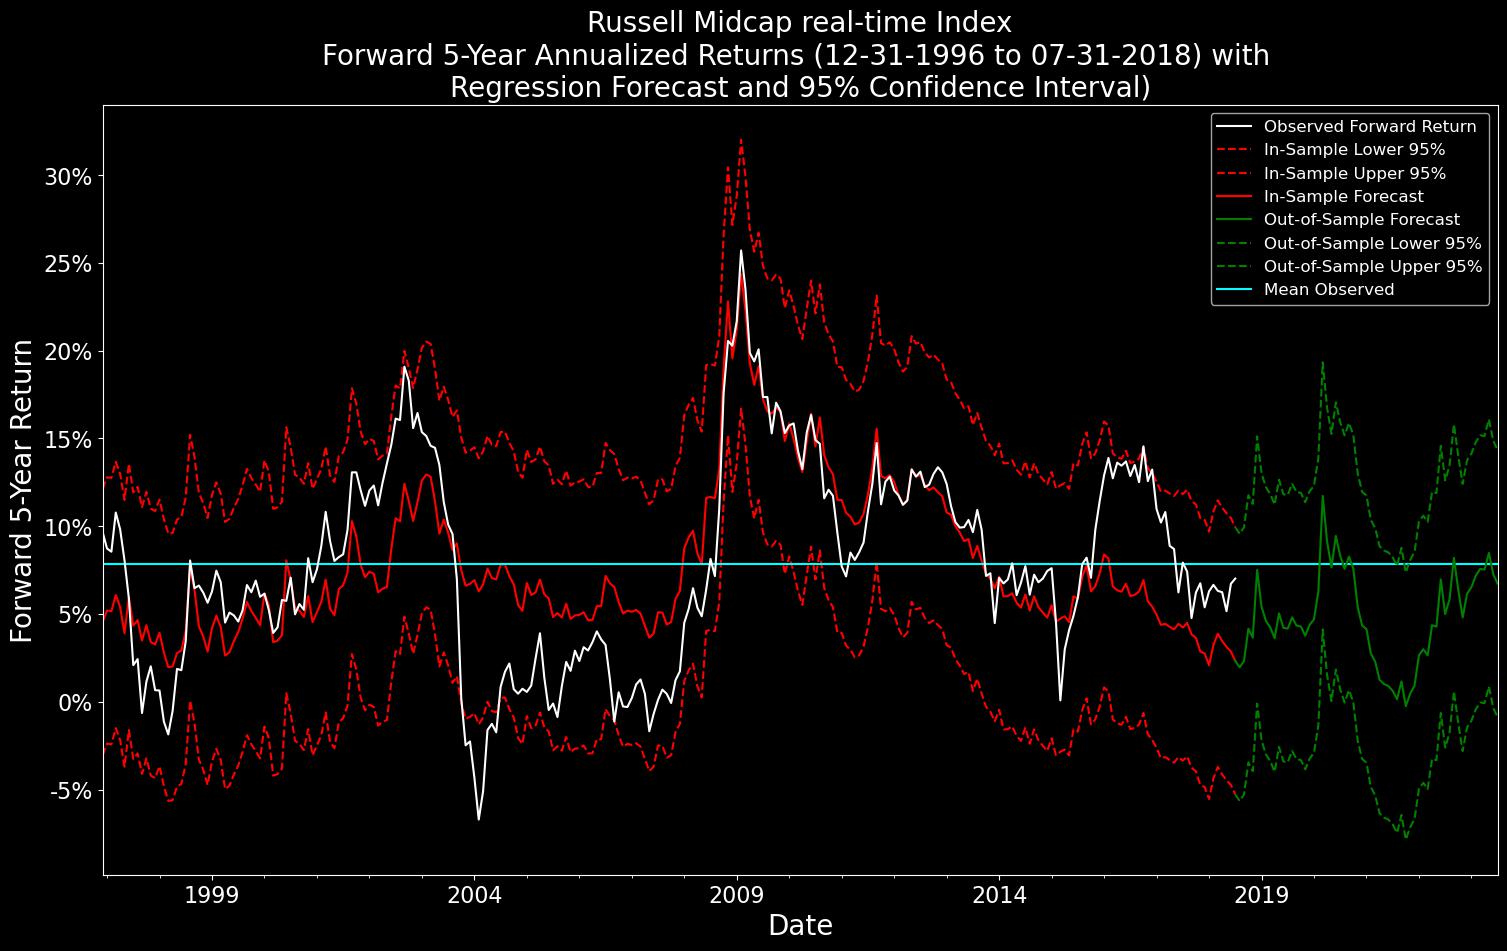 Russell Midcap real-time Index
Forward 5-Year Annualized Returns (12-31-1996 to 07-31-2018) with
Regression Forecast and 95% Confidence Interval)
Observed Forward Return
In-Sample Lower 95%
In-Sample Upper 95%
In-Sample Forecast
Out-of-Sample Forecast
Out-of-Sample Lower 95%
Out-of-Sample Upper 95%
Mean Observed
Forward 5-Year Return
30%
25%
20%
15%
10%
5%
0%
-5%
1999
2004
2009
2014
2019
Date